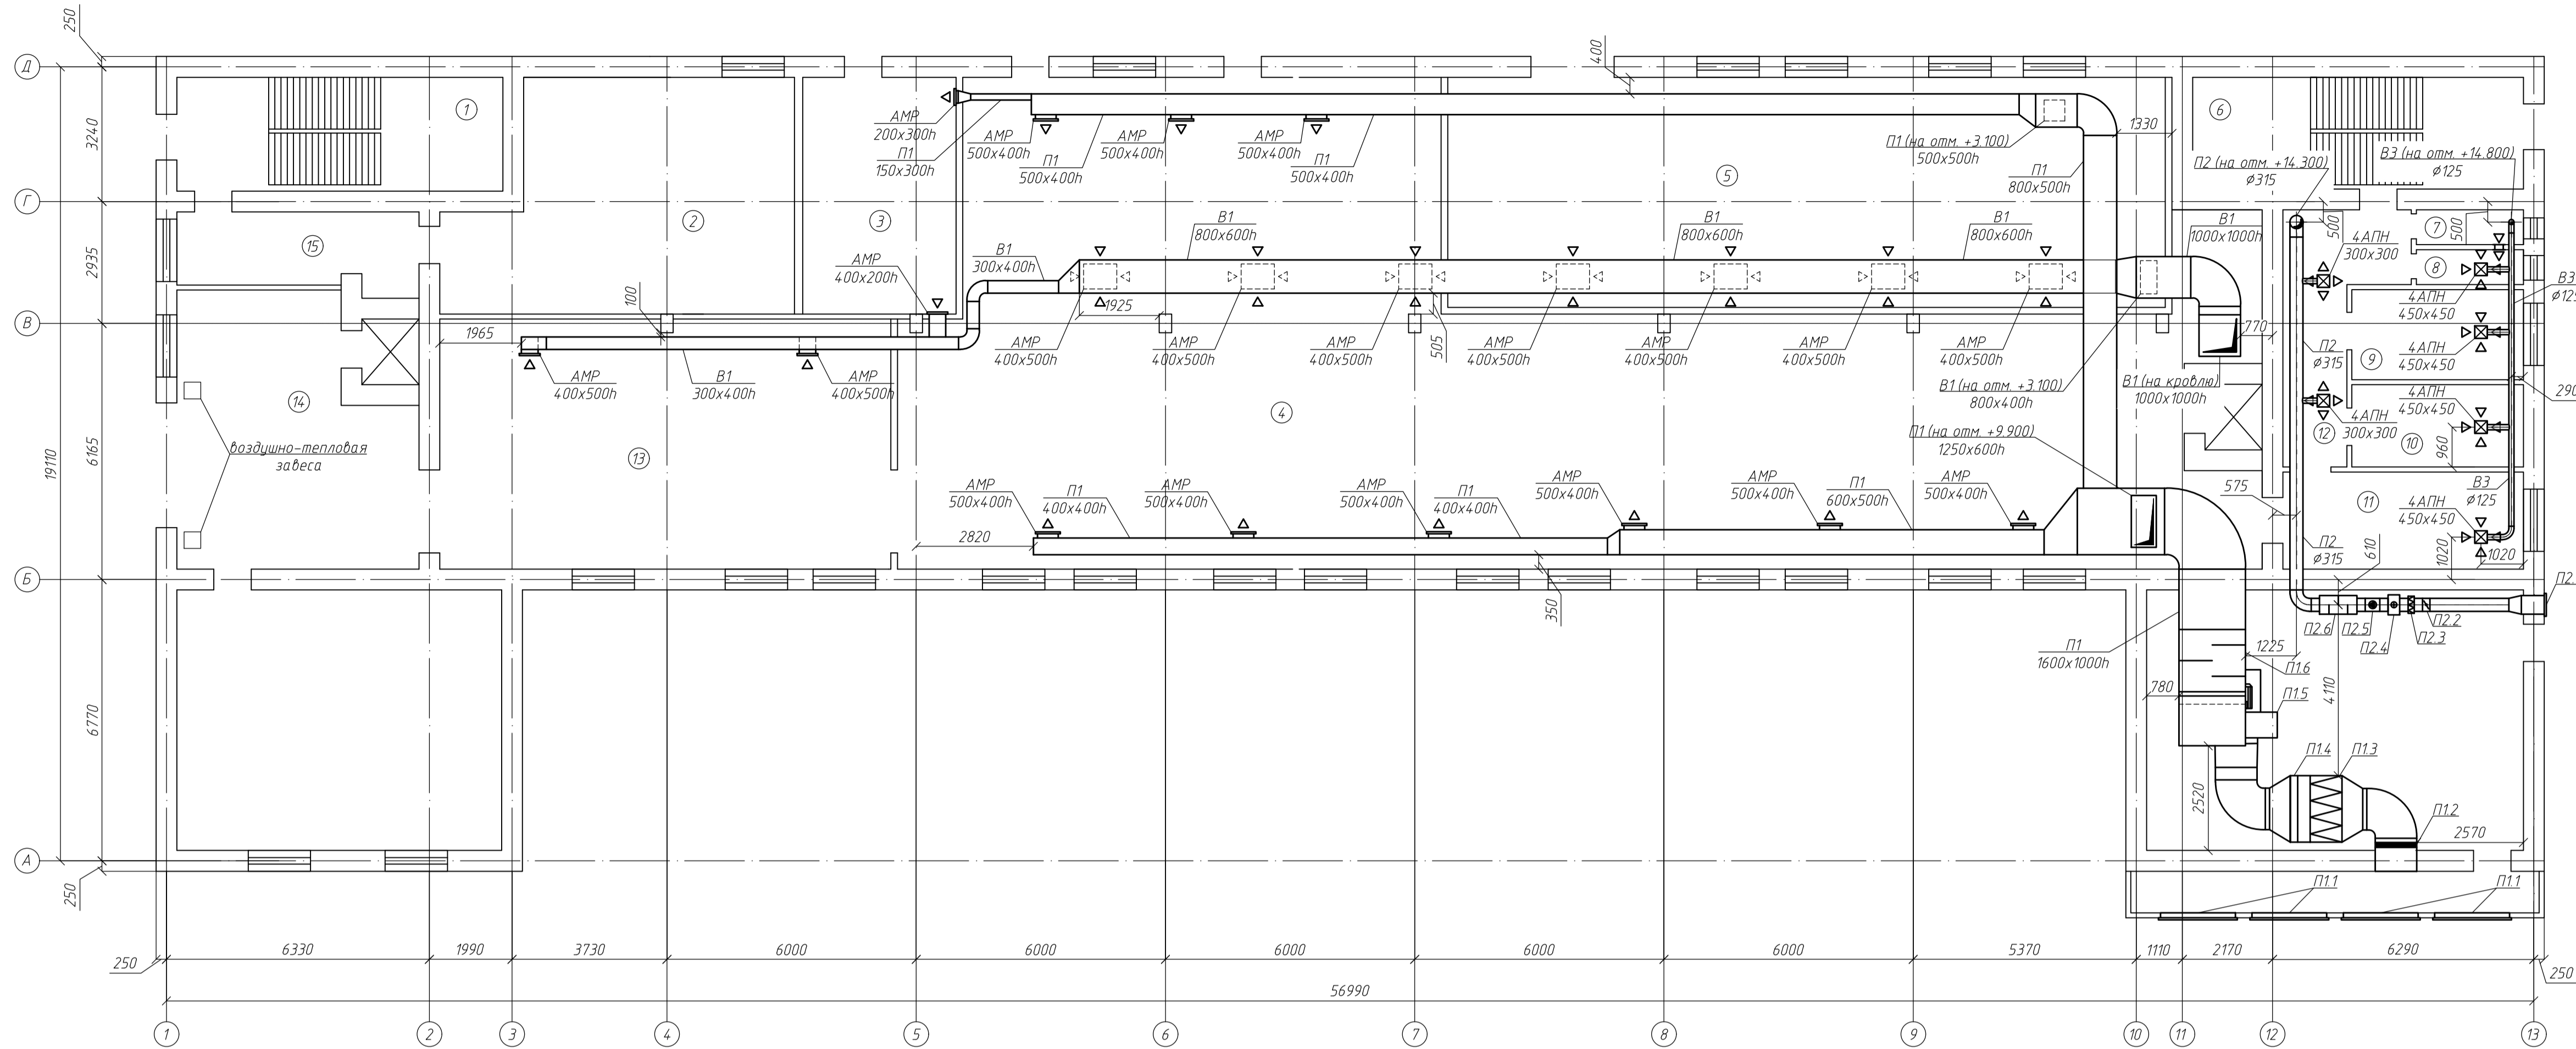 250
Д
400
1
6
АМР
200х300h
АМР
500х400h
АМР
500х400h
АМР
500х400h
П1
150х300h
П1
500х400h
П1
500х400h
П1 (на отм. +3.100)
500х500h
1330
П1
800х500h
П2 (на отм. +14.300)
ϕ315
В3 (на отм. +14.800)
ϕ125
3240
5
Г
2
3
В1
800х600h
В1
800х600h
В1
800х600h
В1
1000х1000h
500
500
7
4АПН
300х300
15
2935
АМР
400х200h
В1
300х400h
8
В3
4АПН
450х450
100
1925
В
1965
505
770
АМР
400х500h
АМР
400х500h
АМР
400х500h
АМР
400х500h
АМР
400х500h
АМР
400х500h
АМР
400х500h
П2
ϕ315
9
4АПН
450х450
АМР
400х500h
В1
300х400h
АМР
400х500h
В1 (на отм. +3.100)
800х400h
В1 (на кровлю)
1000х1000h
290
14
4
4АПН
450х450
4АПН
300х300
12
10
960
19110
6165
воздушно-тепловая
завеса
13
П1 (на отм. +9.900)
1250х600h
АМР
500х400h
П1
400х400h
АМР
500х400h
АМР
500х400h
П1
400х400h
АМР
500х400h
АМР
500х400h
П1
600х500h
АМР
500х400h
575
11
В3
ϕ125
4АПН
450х450
2820
П2
ϕ315
610
1020
1020
Б
350
П2.6
П2.5
П2.4
П2.3
П2.2
П1
1600х1000h
1225
П1.6
780
4110
П1.5
6770
П1.4
П1.3
2520
П1.2
2570
А
250
П1.1
П1.1
250
6330
1990
3730
6000
6000
6000
6000
6000
5370
1110
2170
6290
250
56990
1
2
3
4
5
6
7
8
9
10
11
12
13